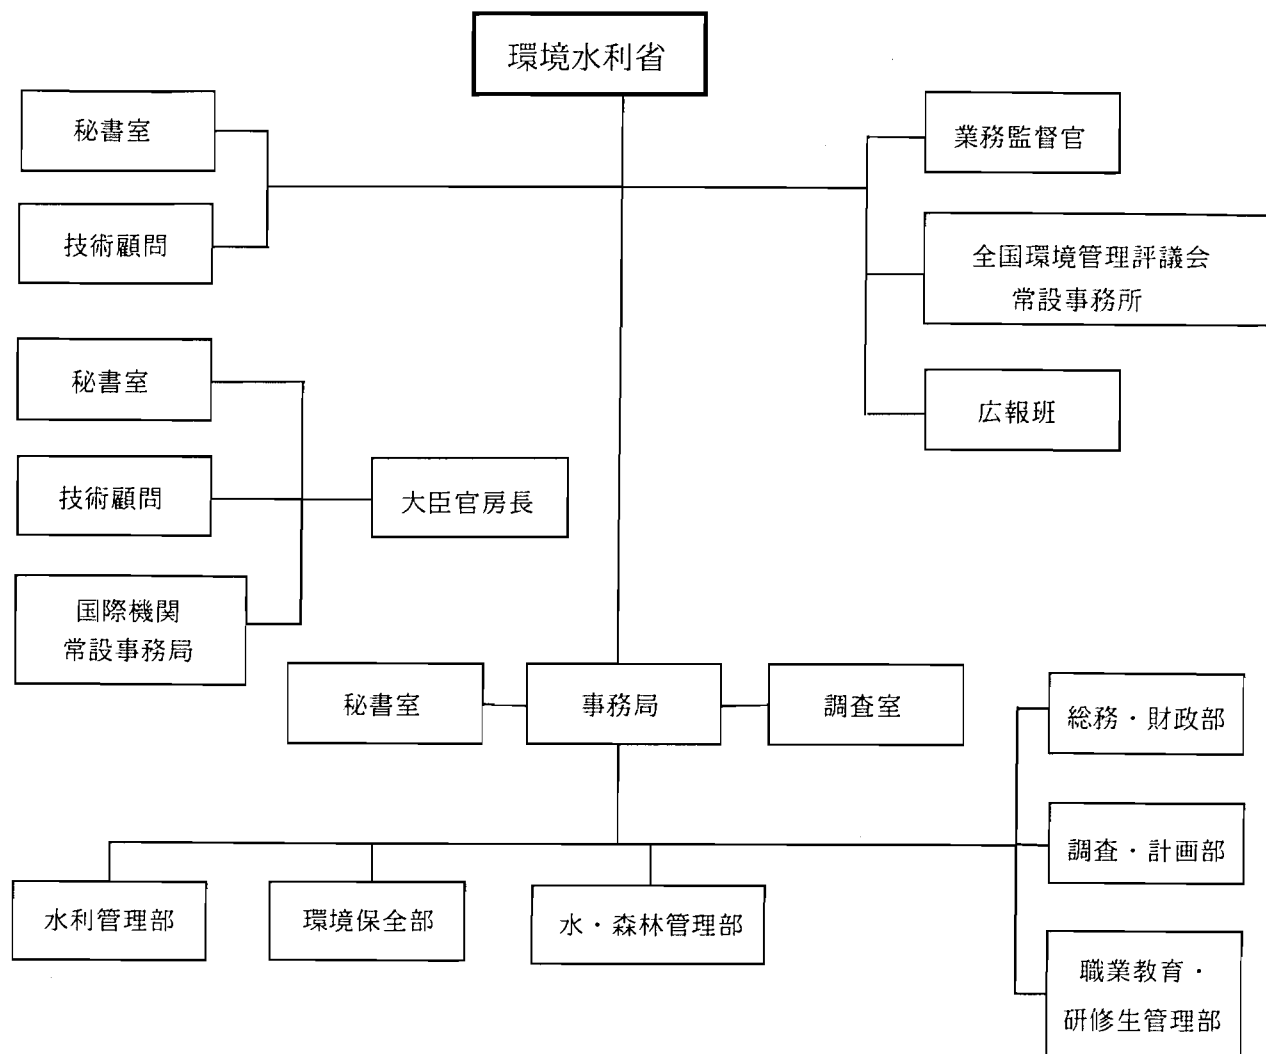 環境水利省
秘書室
技術顧問
業務監督官
全国環境管理評議会
常設事務所
広報班
秘書室
技術顧問
国際機関
常設事務局
大臣官房長
秘書室
事務局
調査室
総務・財政部
調査・計画部
職業教育・
研修生管理部
水利管理部
環境保全部
水・森林管理部